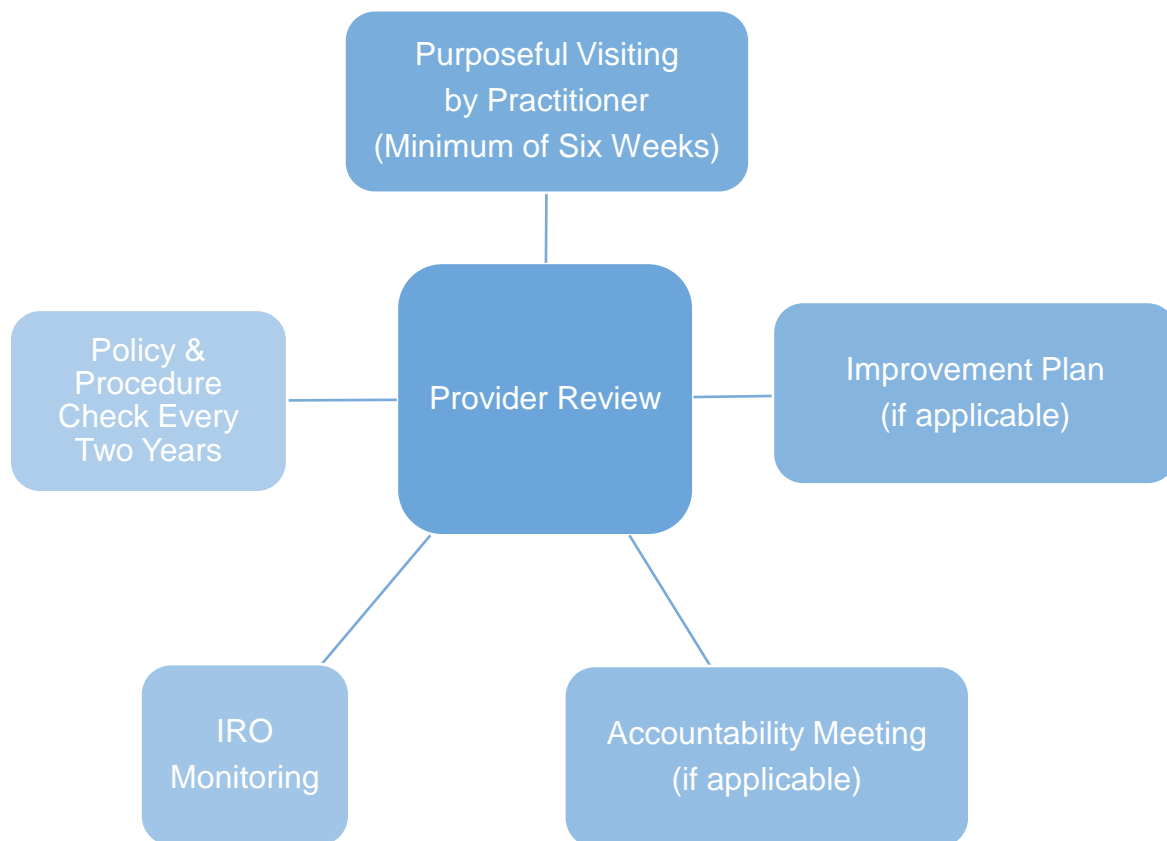 Purposeful Visiting
by Practitioner
(Minimum of Six Weeks)
Policy &
Procedure
Check Every
Two Years
Provider Review
Improvement Plan
(if applicable)
IRO
Monitoring
Accountability Meeting
(if applicable)